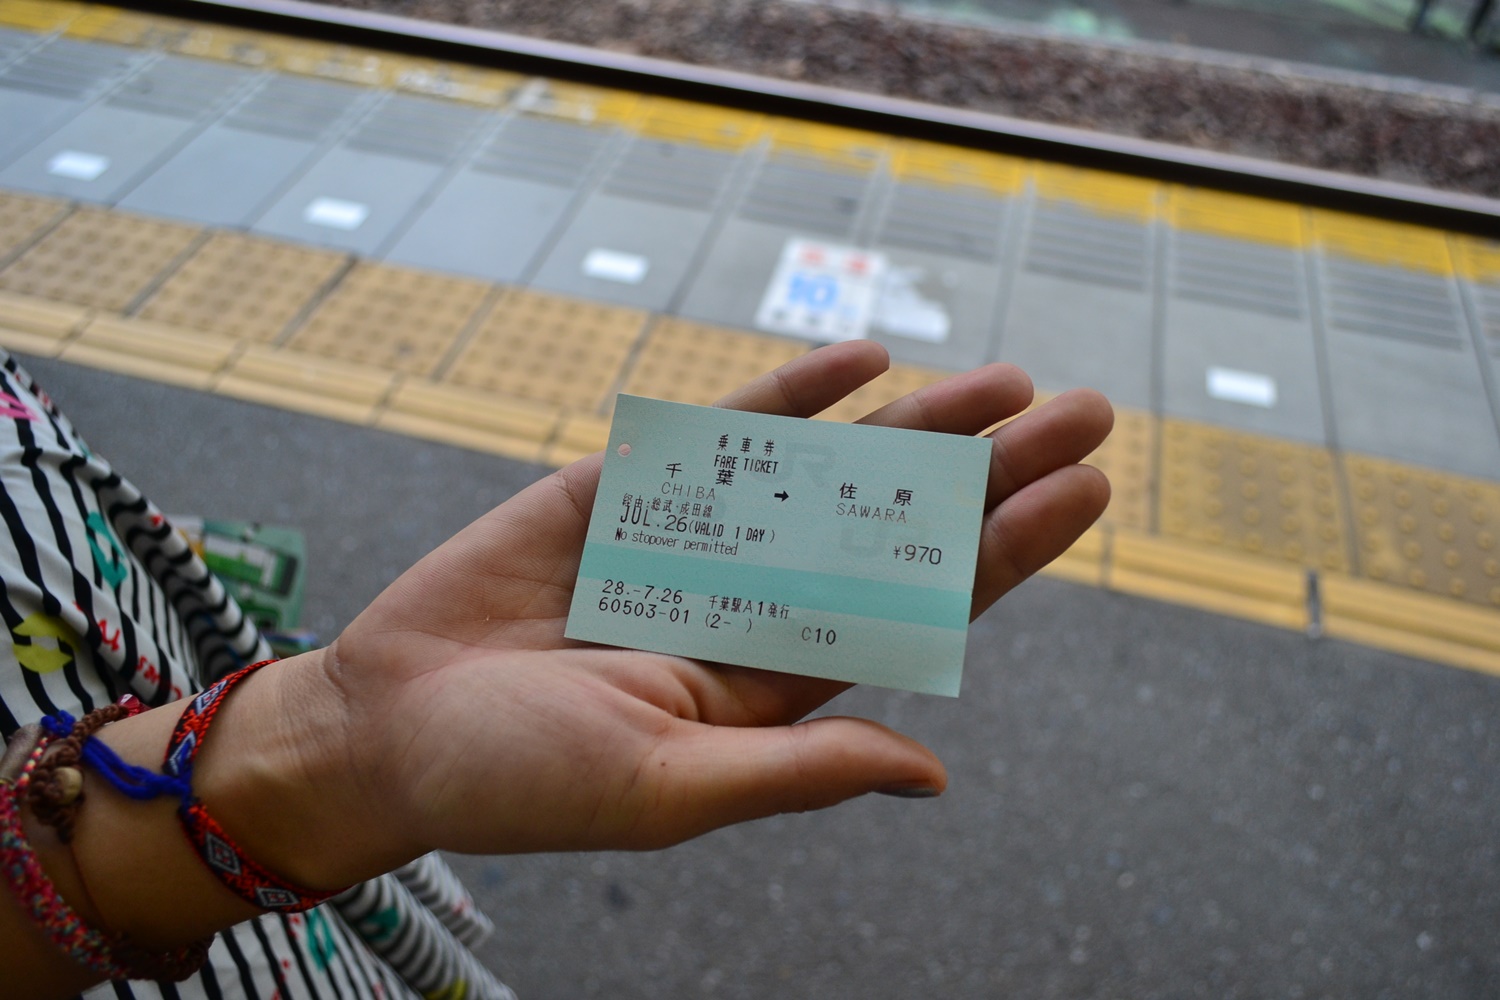 乗車券
FARE TICKET
千葉 → 佐原
CHIBA SAWARA
経由:総武・成田線
JUL.26(VALID 1 DAY)
¥970
No stopover permitted
28.-7.26 千葉駅A1発行
60503-01 (2- ) C10
10